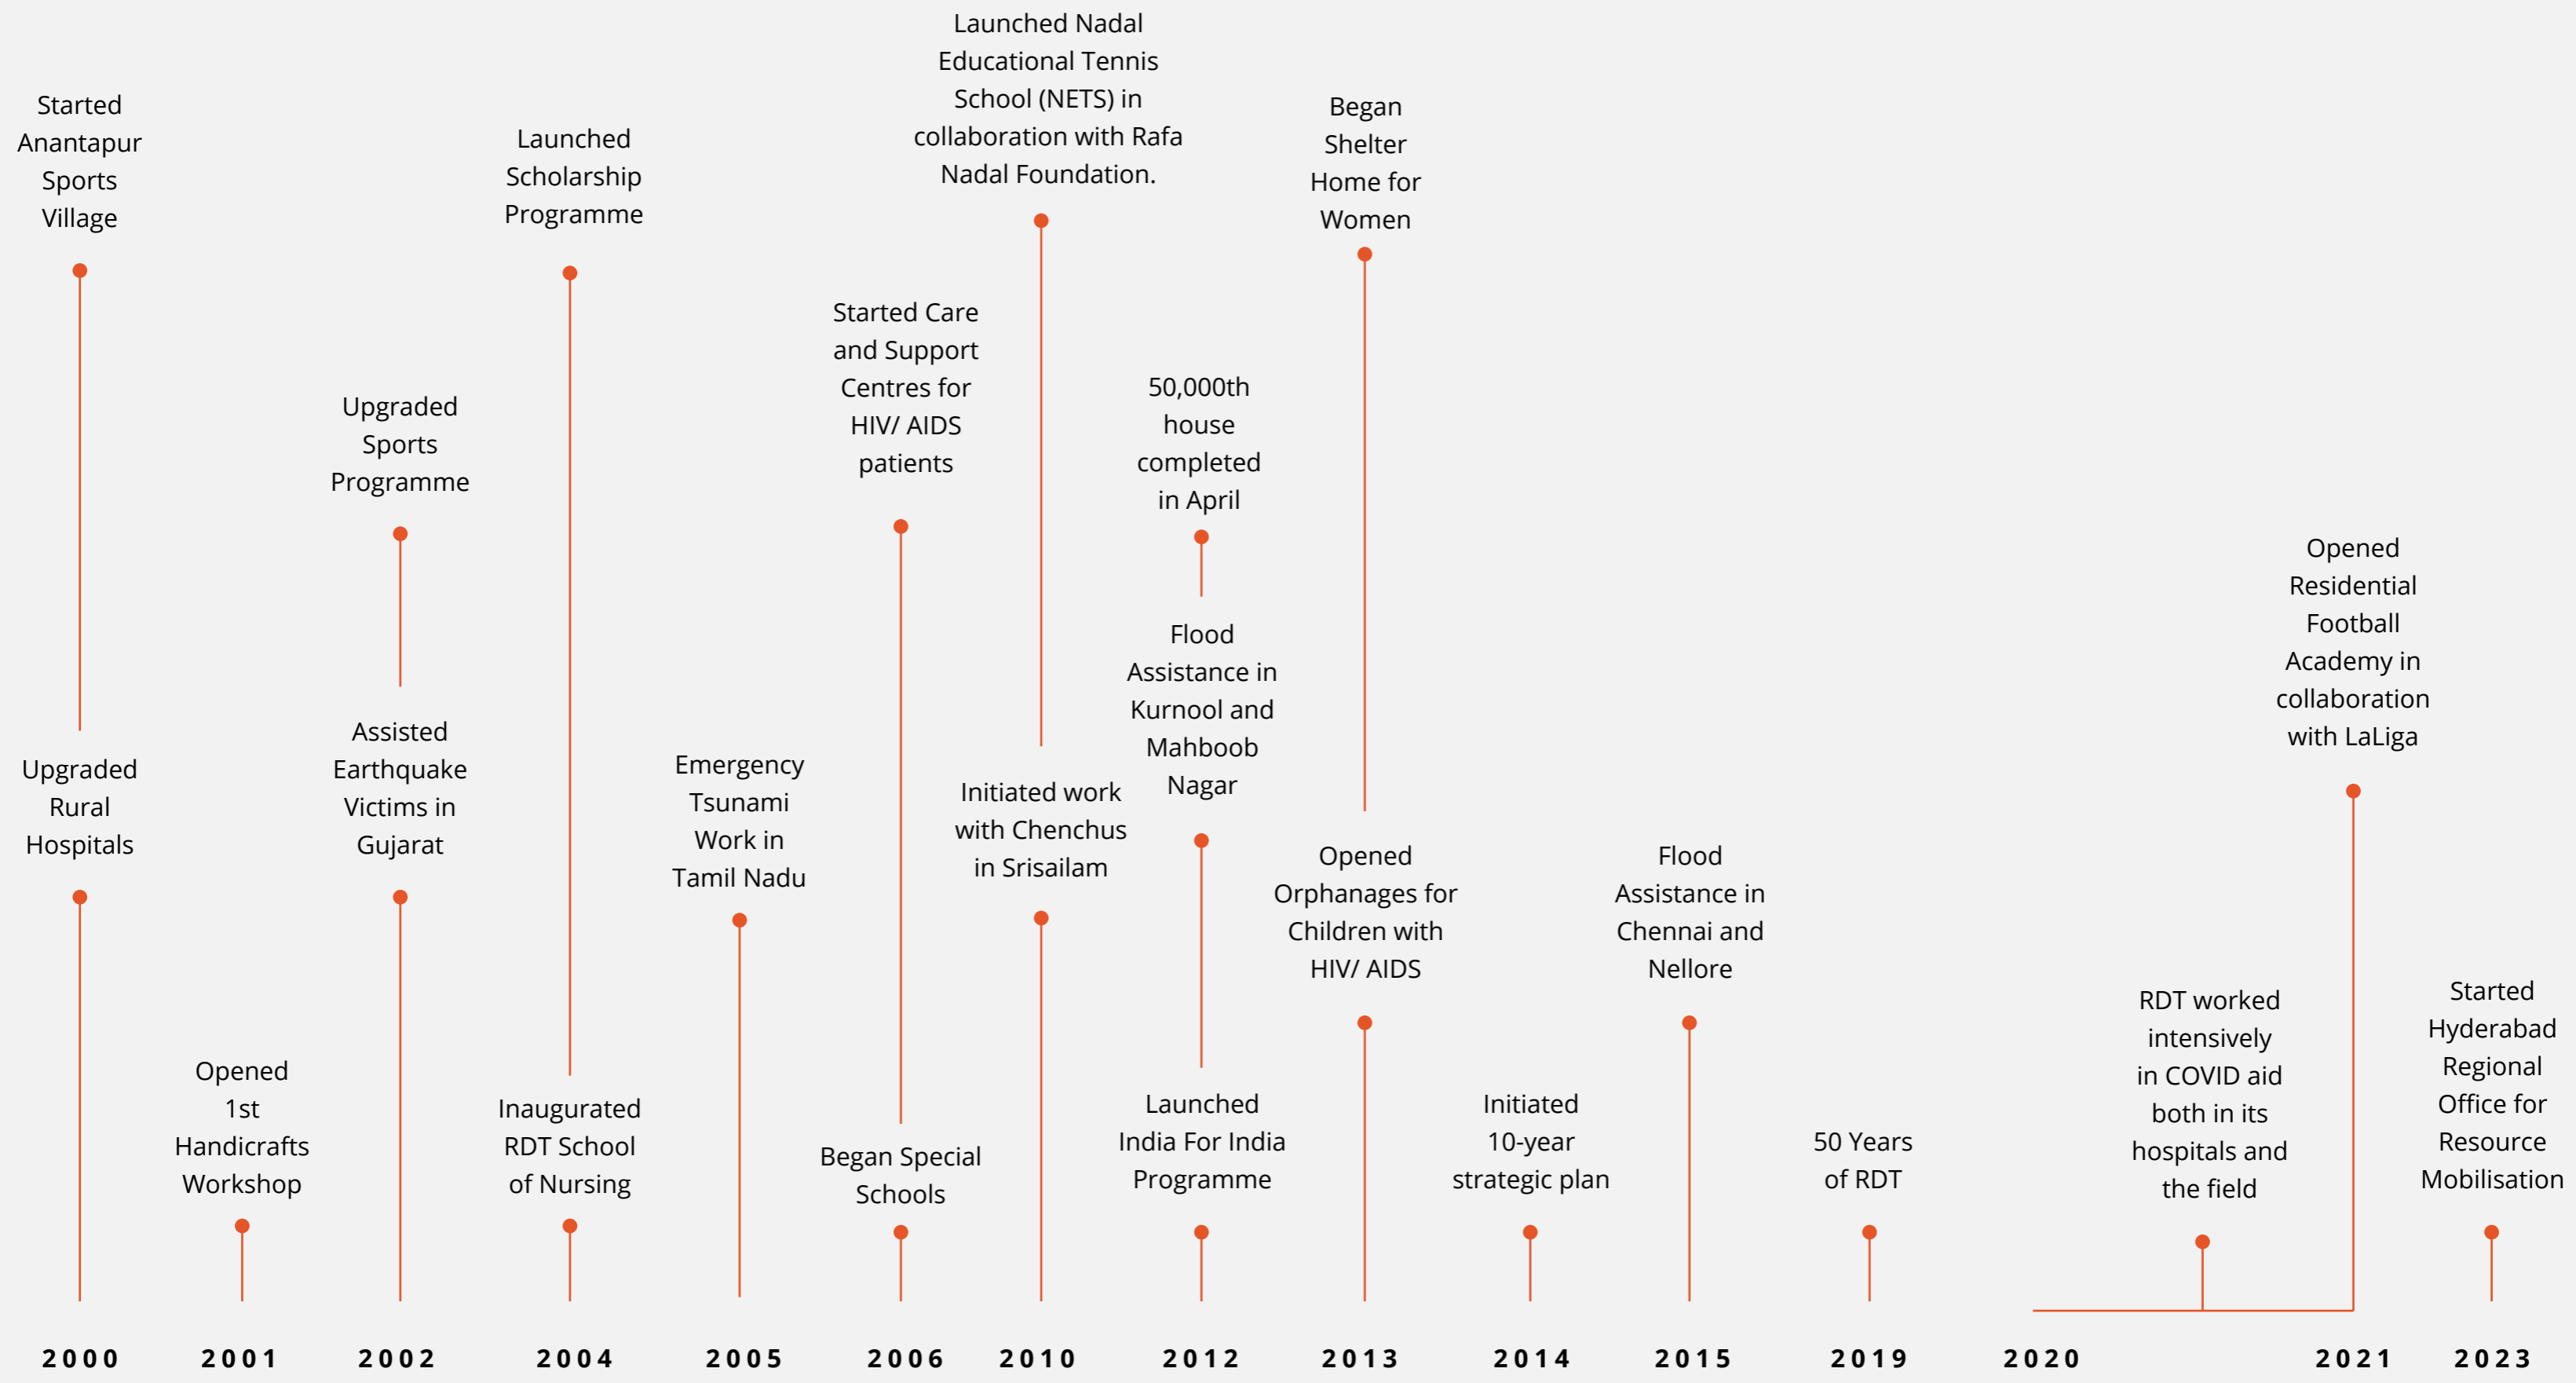 Started
Anantapur
Sports
Village
Upgraded
Rural
Hospitals
2000
Opened
1st
Handicrafts
Workshop
2001
Upgraded
Sports
Programme
Assisted
Earthquake
Victims in
Gujarat
2002
Launched
Scholarship
Programme
Inaugurated
RDT School
of Nursing
2004
Emergency
Tsunami
Work in
Tamil Nadu
2005
Started Care
and Support
Centres for
HIV/ AIDS
patients
Began Special
Schools
2006
Launched Nadal
Educational Tennis
School (NETS) in
collaboration with Rafa
Nadal Foundation.
Initiated work
with Chenchus
in Srisailam
2010
50,000th
house
completed
in April
Flood
Assistance in
Kurnool and
Mahboob
Nagar
Launched
India For India
Programme
2012
Began
Shelter
Home for
Women
Opened
Orphanages for
Children with
HIV/ AIDS
2013
Initiated
10-year
strategic plan
2014
Flood
Assistance in
Chennai and
Nellore
2015
50 Years
of RDT
2019
2020
RDT worked
intensively
in COVID aid
both in its
hospitals and
the field
Opened
Residential
Football
Academy in
collaboration
with LaLiga
2021
Started
Hyderabad
Regional
Office for
Resource
Mobilisation
2023